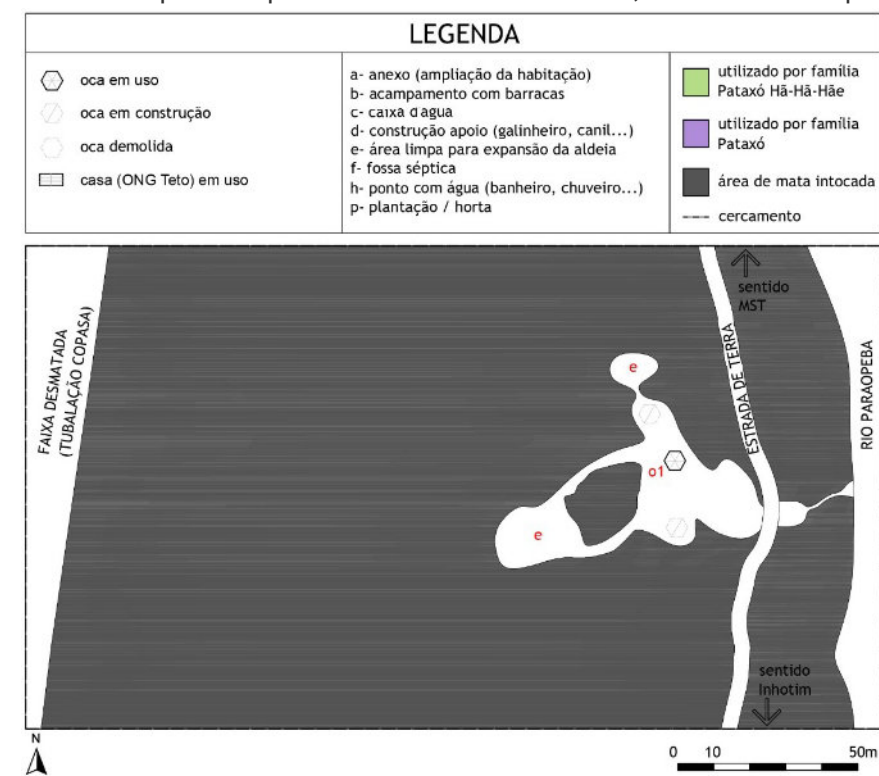 LEGENDA
oca em uso
oca em construção
oca demolida
casa (ONG Teto) em uso
a- anexo (ampliação da habitação)
b- acampamento com barracas
c- caixa d'agua
d- construção apoio (galinheiro, canil...)
e- área limpa para expansão da aldeia
f- fossa séptica
h- ponto com água (banheiro, chuveiro...)
p- plantação / horta
utilizado por família
Pataxó Hã-Hã-Hãe
utilizado por família
Pataxó
área de mata intocada
cercamento
FAIXA DESMATADA
(TUBALAÇÃO COPASA)
e
o1
e
ESTRADA DE TERRA
sentido
MST
RIO PARAOPEBA
sentido
Inhotim
N
0 10 50m